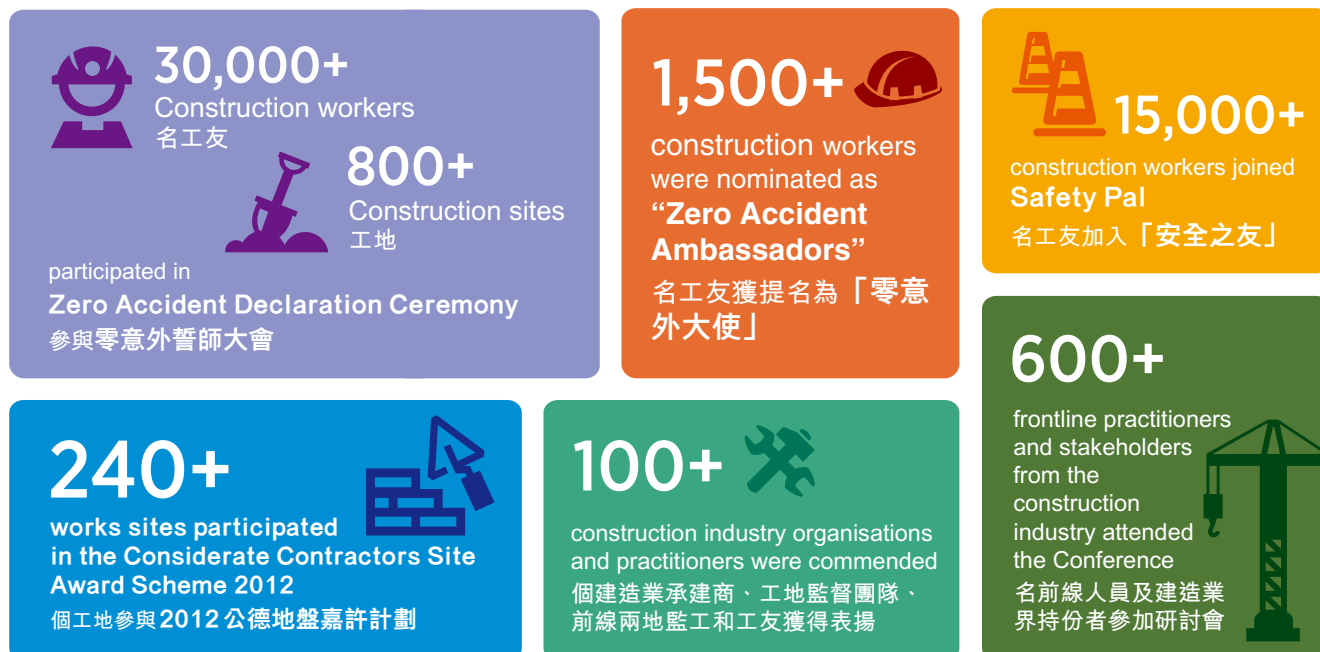 30,000+
Construction workers
名工友
800+
Construction sites
工地
participated in
Zero Accident Declaration Ceremony
參與零意外誓師大會
1,500+
construction workers
were nominated as
“Zero Accident
Ambassadors”
名工友獲提名為「零意
外大使」
15,000+
construction workers joined
Safety Pal
名工友加入「安全之友」
240+
works sites participated
in the Considerate Contractors Site
Award Scheme 2012
個工地參與2012公德地盤嘉許計劃
100+
construction industry organisations
and practitioners were commended
個建造業承建商、工地監督團隊、
前線兩地監工和工友獲得表揚
600+
frontline practitioners
and stakeholders
from the
construction
industry attended
the Conference
名前線人員及建造業
界持份者參加研討會